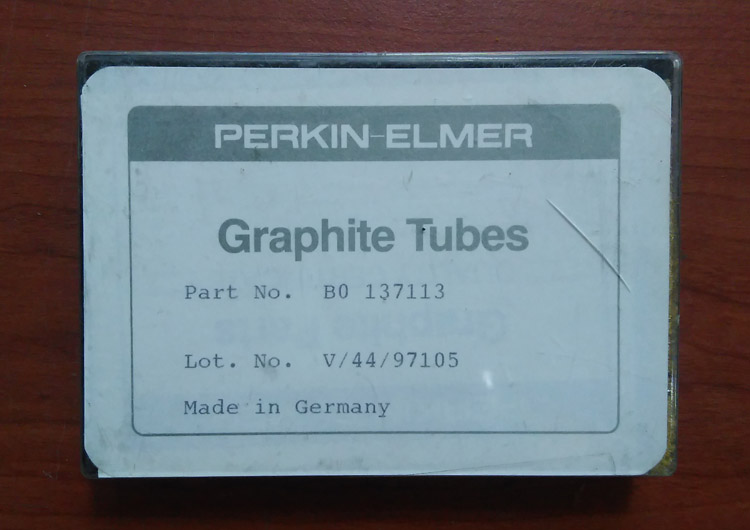 PERKIN-ELMER
Graphite Tubes
Part No. B0 137113
Lot. No. V/44/97105
Made in Germany